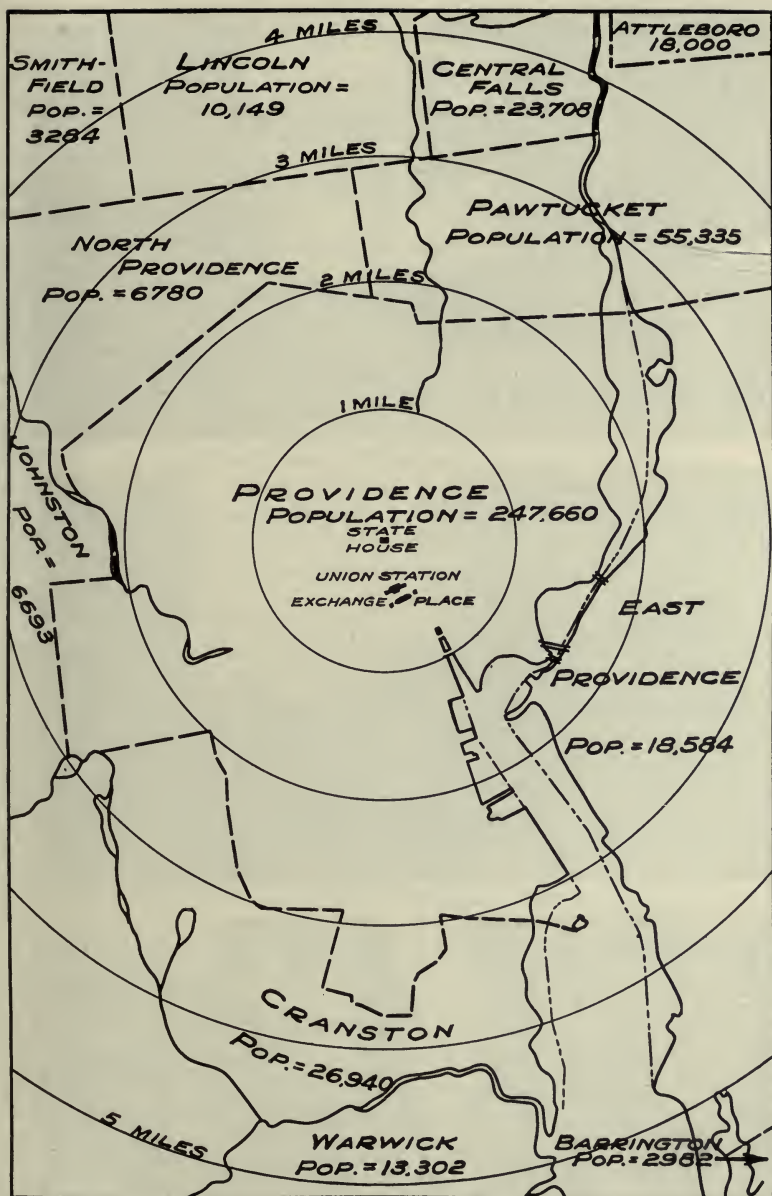 4 MILES
ATTLEBORO
18,000
SMITH-
FIELD
POP. =
3284
LINCOLN
POPULATION =
10,149
CENTRAL
FALLS
POP. = 23,708
3 MILES
PAWTUCKET
POPULATION = 55,335
NORTH
PROVIDENCE
POP. = 6780
2 MILES
1 MILE
JOHNSTON
POP. =
6693
PROVIDENCE
POPULATION = 247,660
STATE
HOUSE
UNION STATION
EXCHANGE PLACE
EAST
PROVIDENCE
POP. = 18,584
CRANSTON
POP. = 26,940
5 MILES
WARWICK
POP. = 13,302
BARRINGTON
POP. = 2982